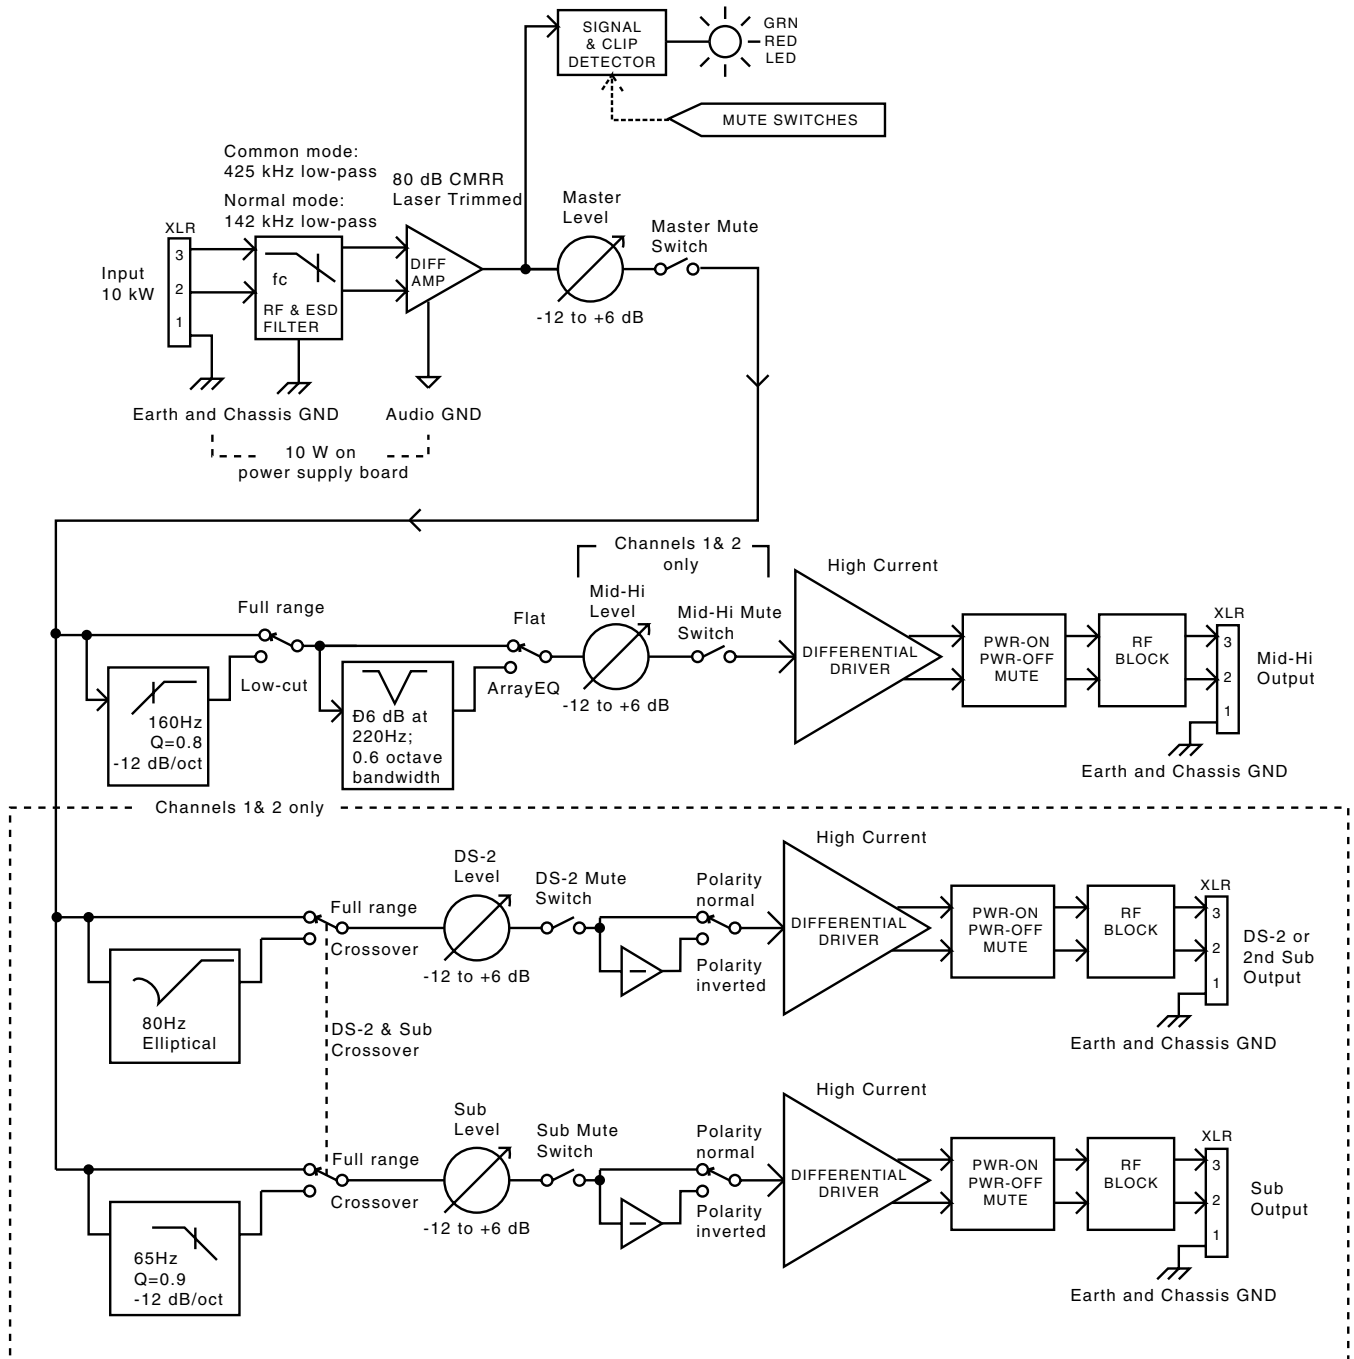 SIGNAL
& CLIP
DETECTOR
GRN
RED
LED
MUTE SWITCHES
Common mode:
425 kHz low-pass
Normal mode:
142 kHz low-pass
80 dB CMRR
Laser Trimmed
Master
Level
Master Mute
Switch
XLR
3
2
1
Input
10 kW
fc
RF & ESD
FILTER
DIFF
AMP
-12 to +6 dB
Earth and Chassis GND
Audio GND
10 W on
power supply board
Channels 1& 2
only
High Current
Full range
Low-cut
Flat
ArrayEQ
Mid-Hi
Level
-12 to +6 dB
Mid-Hi Mute
Switch
DIFFERENTIAL
DRIVER
PWR-ON
PWR-OFF
MUTE
RF
BLOCK
XLR
3
2
1
Mid-Hi
Output
160Hz
Q=0.8
-12 dB/oct
Ð6 dB at
220Hz;
0.6 octave
bandwidth
Earth and Chassis GND
Channels 1& 2 only
High Current
DS-2
Level
DS-2 Mute
Switch
Polarity
normal
Full range
Crossover
-12 to +6 dB
Polarity
inverted
DIFFERENTIAL
DRIVER
PWR-ON
PWR-OFF
MUTE
RF
BLOCK
XLR
3
2
1
DS-2 or
2nd Sub
Output
80Hz
Elliptical
DS-2 & Sub
Crossover
Earth and Chassis GND
High Current
Sub
Level
Sub Mute
Switch
Polarity
normal
Full range
Crossover
-12 to +6 dB
Polarity
inverted
DIFFERENTIAL
DRIVER
PWR-ON
PWR-OFF
MUTE
RF
BLOCK
XLR
3
2
1
Sub
Output
65Hz
Q=0.9
-12 dB/oct
Earth and Chassis GND